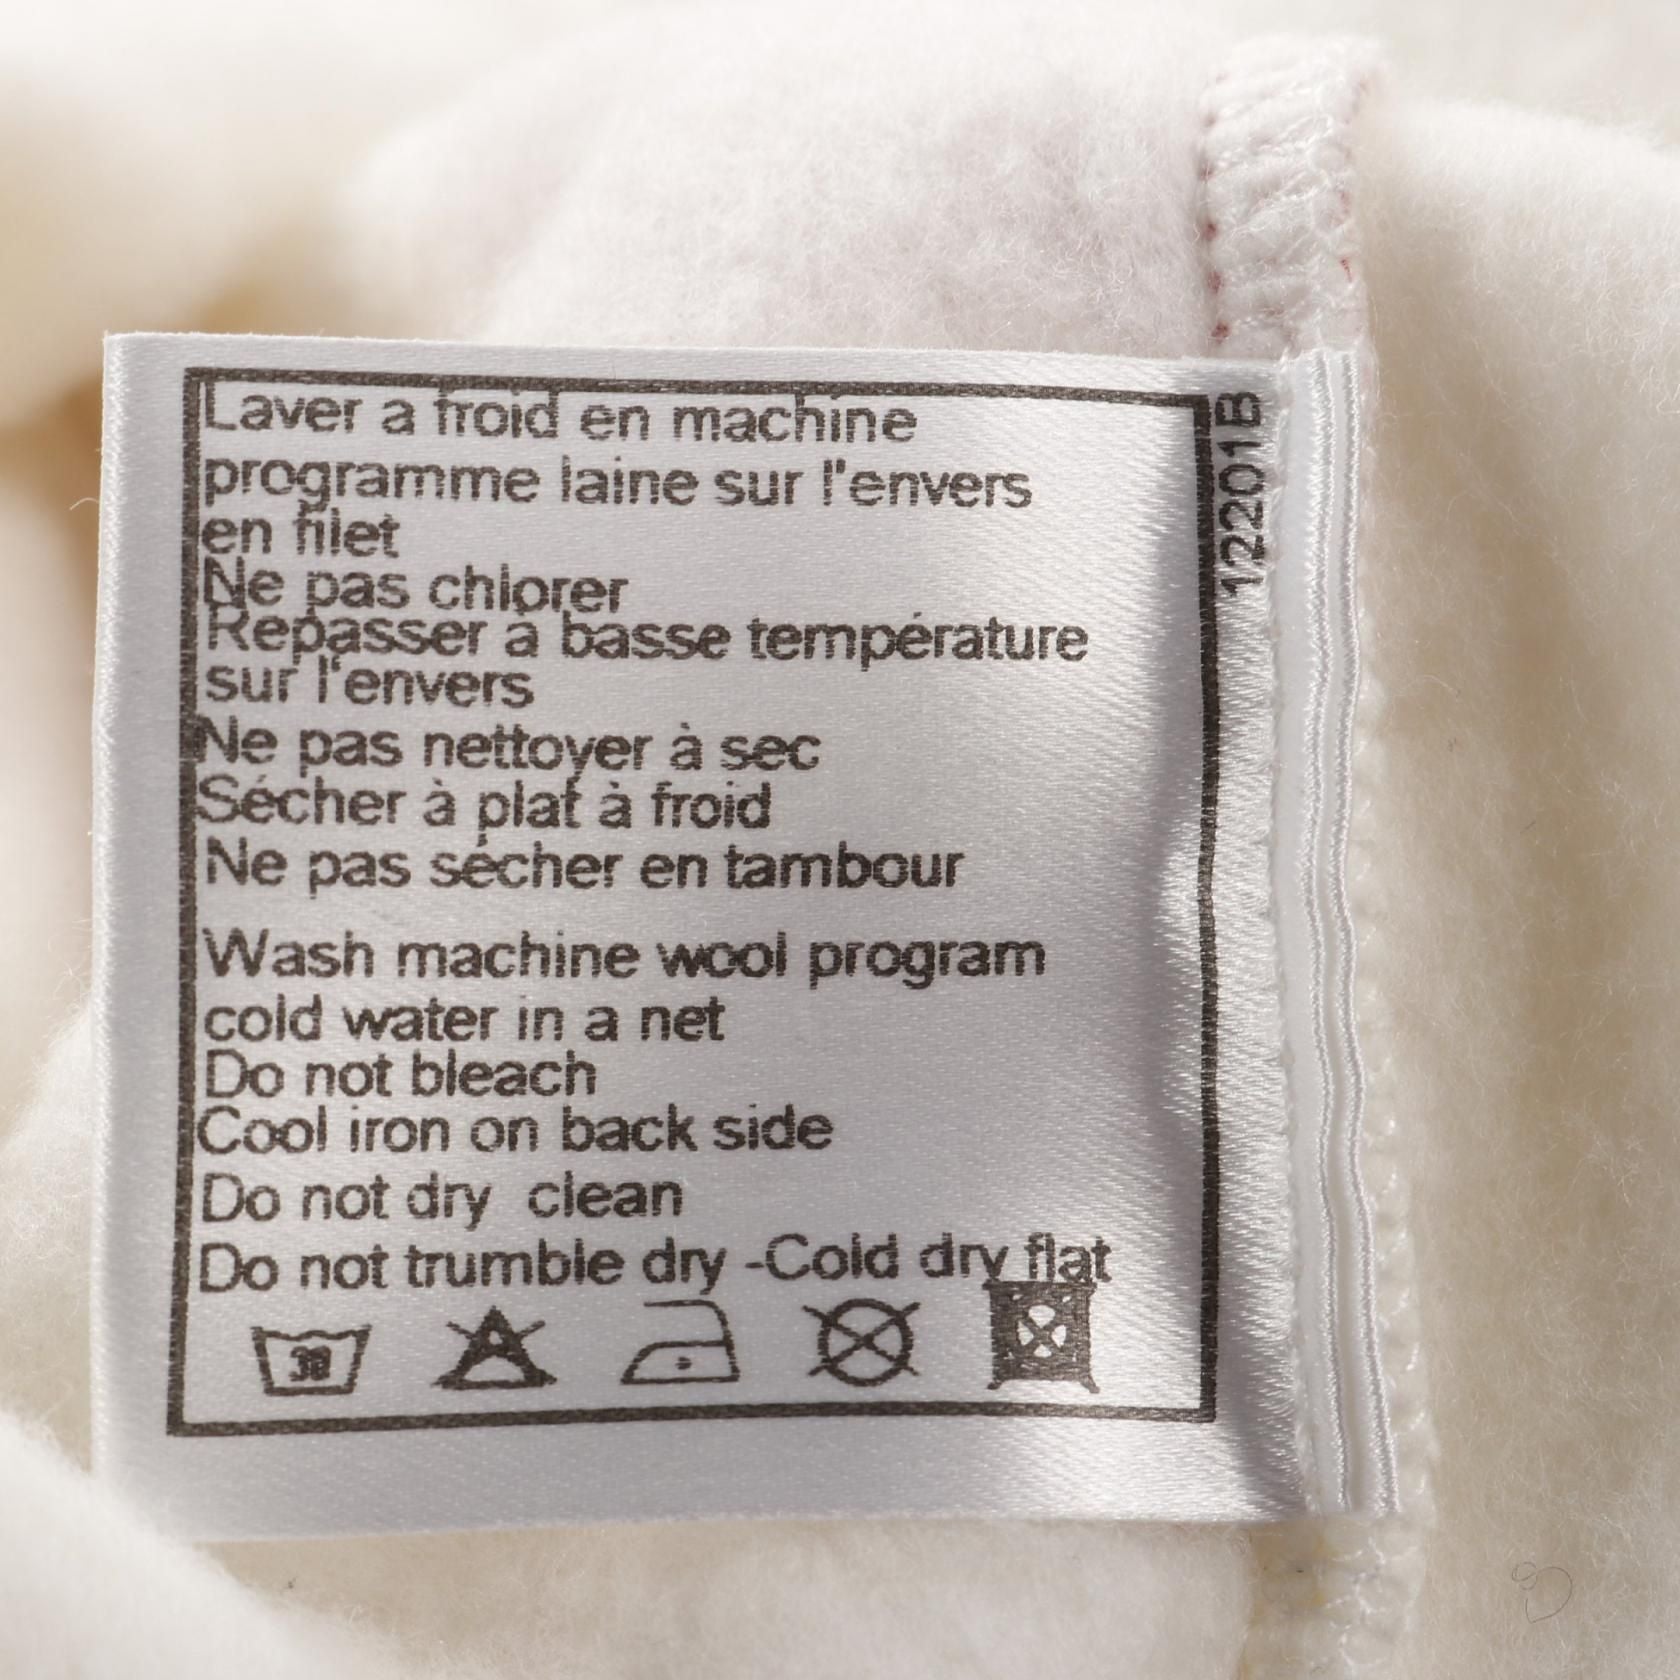 Laver a froid en machine
programme laine sur l'envers
en filet
Ne pas chlorer
Repasser à basse température
sur l'envers
Ne pas nettoyer à sec
Sécher à plat à froid
Ne pas sécher en tambour
Wash machine wool program
cold water in a net
Do not bleach
Cool iron on back side
Do not dry clean
Do not trumble dry -Cold dry flat
30
12201B